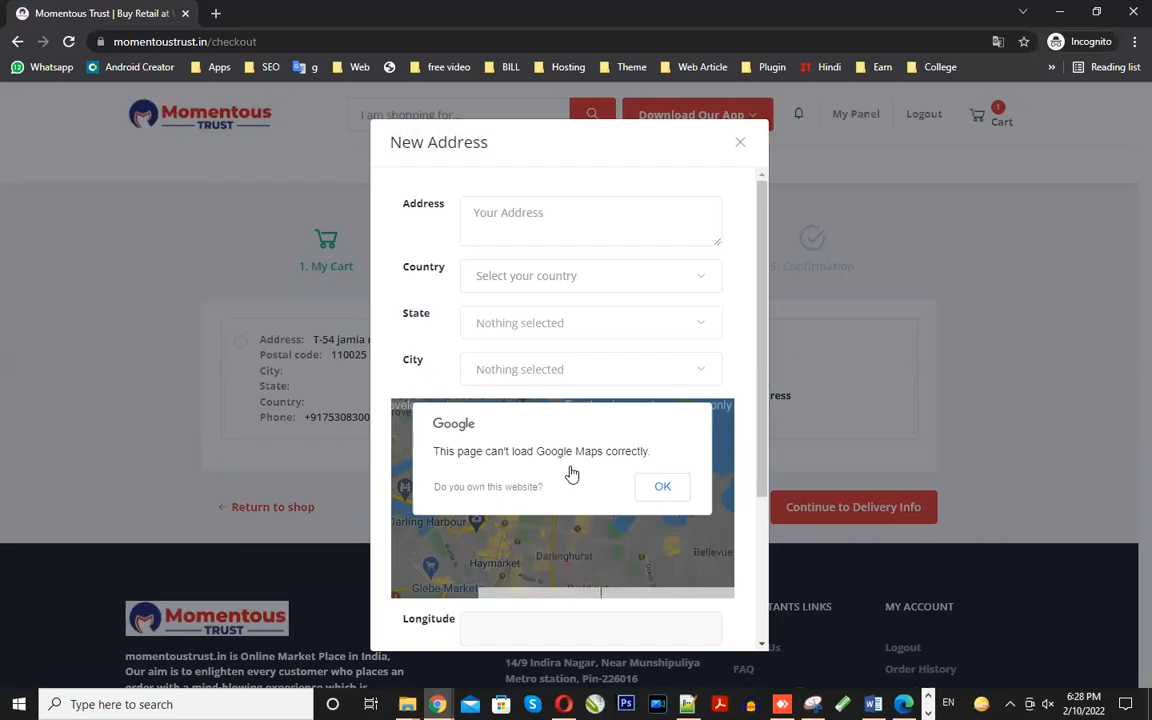 Momentous Trust | Buy Retail at
momentoustrust.in/checkout
Incognito
Whatsapp
Android Creator
Apps
SEO
g
Web
free video
BILL
Hosting
Theme
Web Article
Plugin
Hindi
Earn
College
»
Reading list
Momentous
TRUST
I am shopping for...
Download Our App
My Panel
Logout
1
Cart
New Address
Address
Your Address
Country
Select your country
State
Nothing selected
City
Nothing selected
1. My Cart
5. Confirmation
Address: T-54 jamia
Postal code: 110025
City:
State:
Country:
Phone: +9175308300
only
Google
This page can't load Google Maps correctly.
Do you own this website?
OK
Darling Harbour
Haymarket
Darlinghurst
Bellevue
Glebe Market
Longitude
Return to shop
Continue to Delivery Info
Momentous
TRUST
momentoustrust.in is Online Market Place in India,
Our aim is to enlighten every customer who places an
order with a mind-blowing experience which is
14/9 Indira Nagar, Near Munshipuliya
Metro station, Pin-226016
TANTS LINKS
Us
FAQ
MY ACCOUNT
Logout
Order History
Type here to search
EN
6:28 PM
2/10/2022